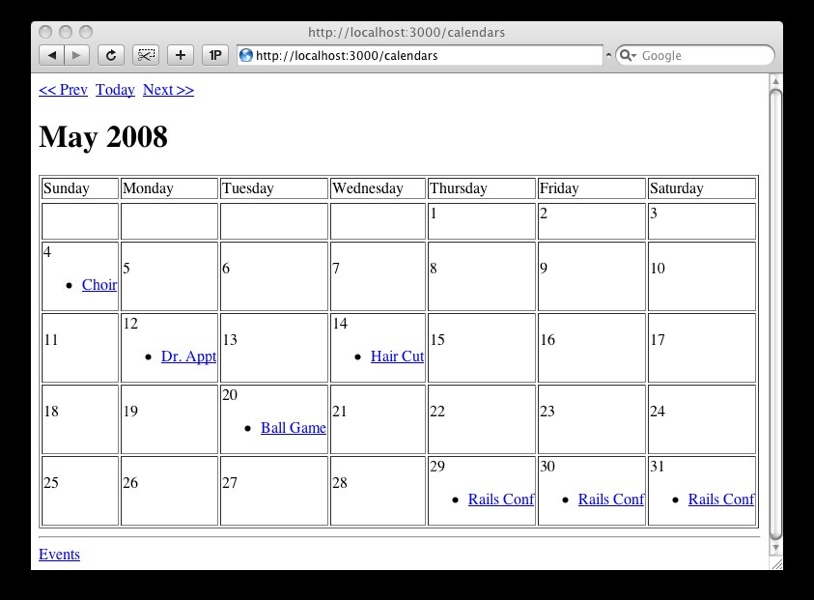 http://localhost:3000/calendars
+ 1P http://localhost:3000/calendars Google
<< Prev Today Next >>
May 2008
Sunday Monday Tuesday Wednesday Thursday Friday Saturday
1 2 3
4 5 6 7 8 9 10
Choir
11 12 13 14 15 16 17
Dr. Appt Hair Cut
18 19 20 21 22 23 24
Ball Game
25 26 27 28 29 30 31
Rails Conf Rails Conf Rails Conf
Events